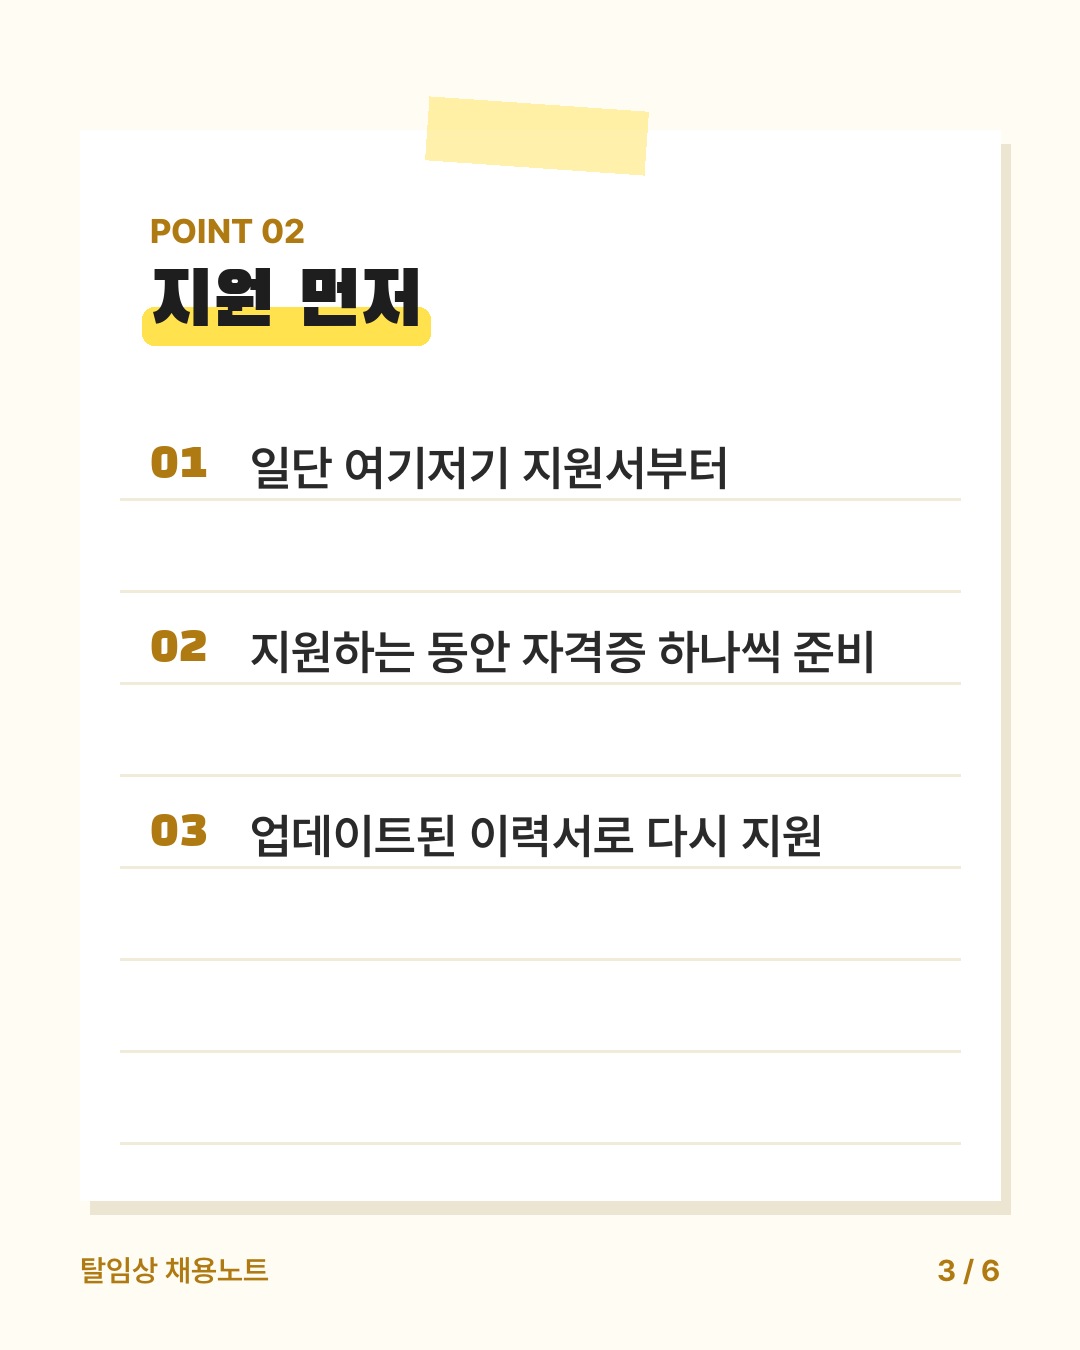 POINT 02
지원 먼저
01 일단 여기저기 지원서부터
02 지원하는 동안 자격증 하나씩 준비
03 업데이트된 이력서로 다시 지원
탈임상 채용노트
3 / 6